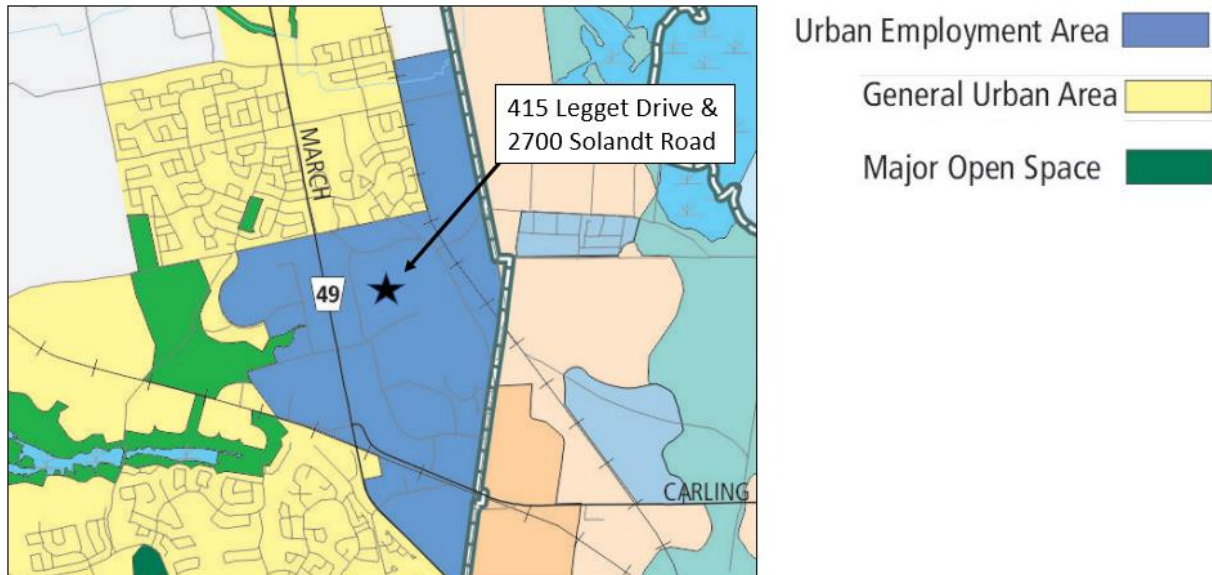 415 Legget Drive &
2700 Solandt Road
MARCH
49
CARLING
Urban Employment Area
General Urban Area
Major Open Space